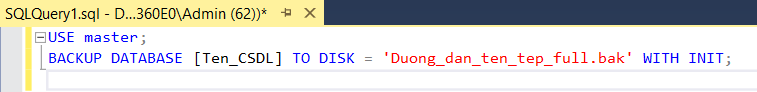 SQLQuery1.sql - D...360E0\Admin (62))*
USE master;
BACKUP DATABASE [Ten_CSDL] TO DISK = 'Duong_dan_ten_tep_full.bak' WITH INIT;